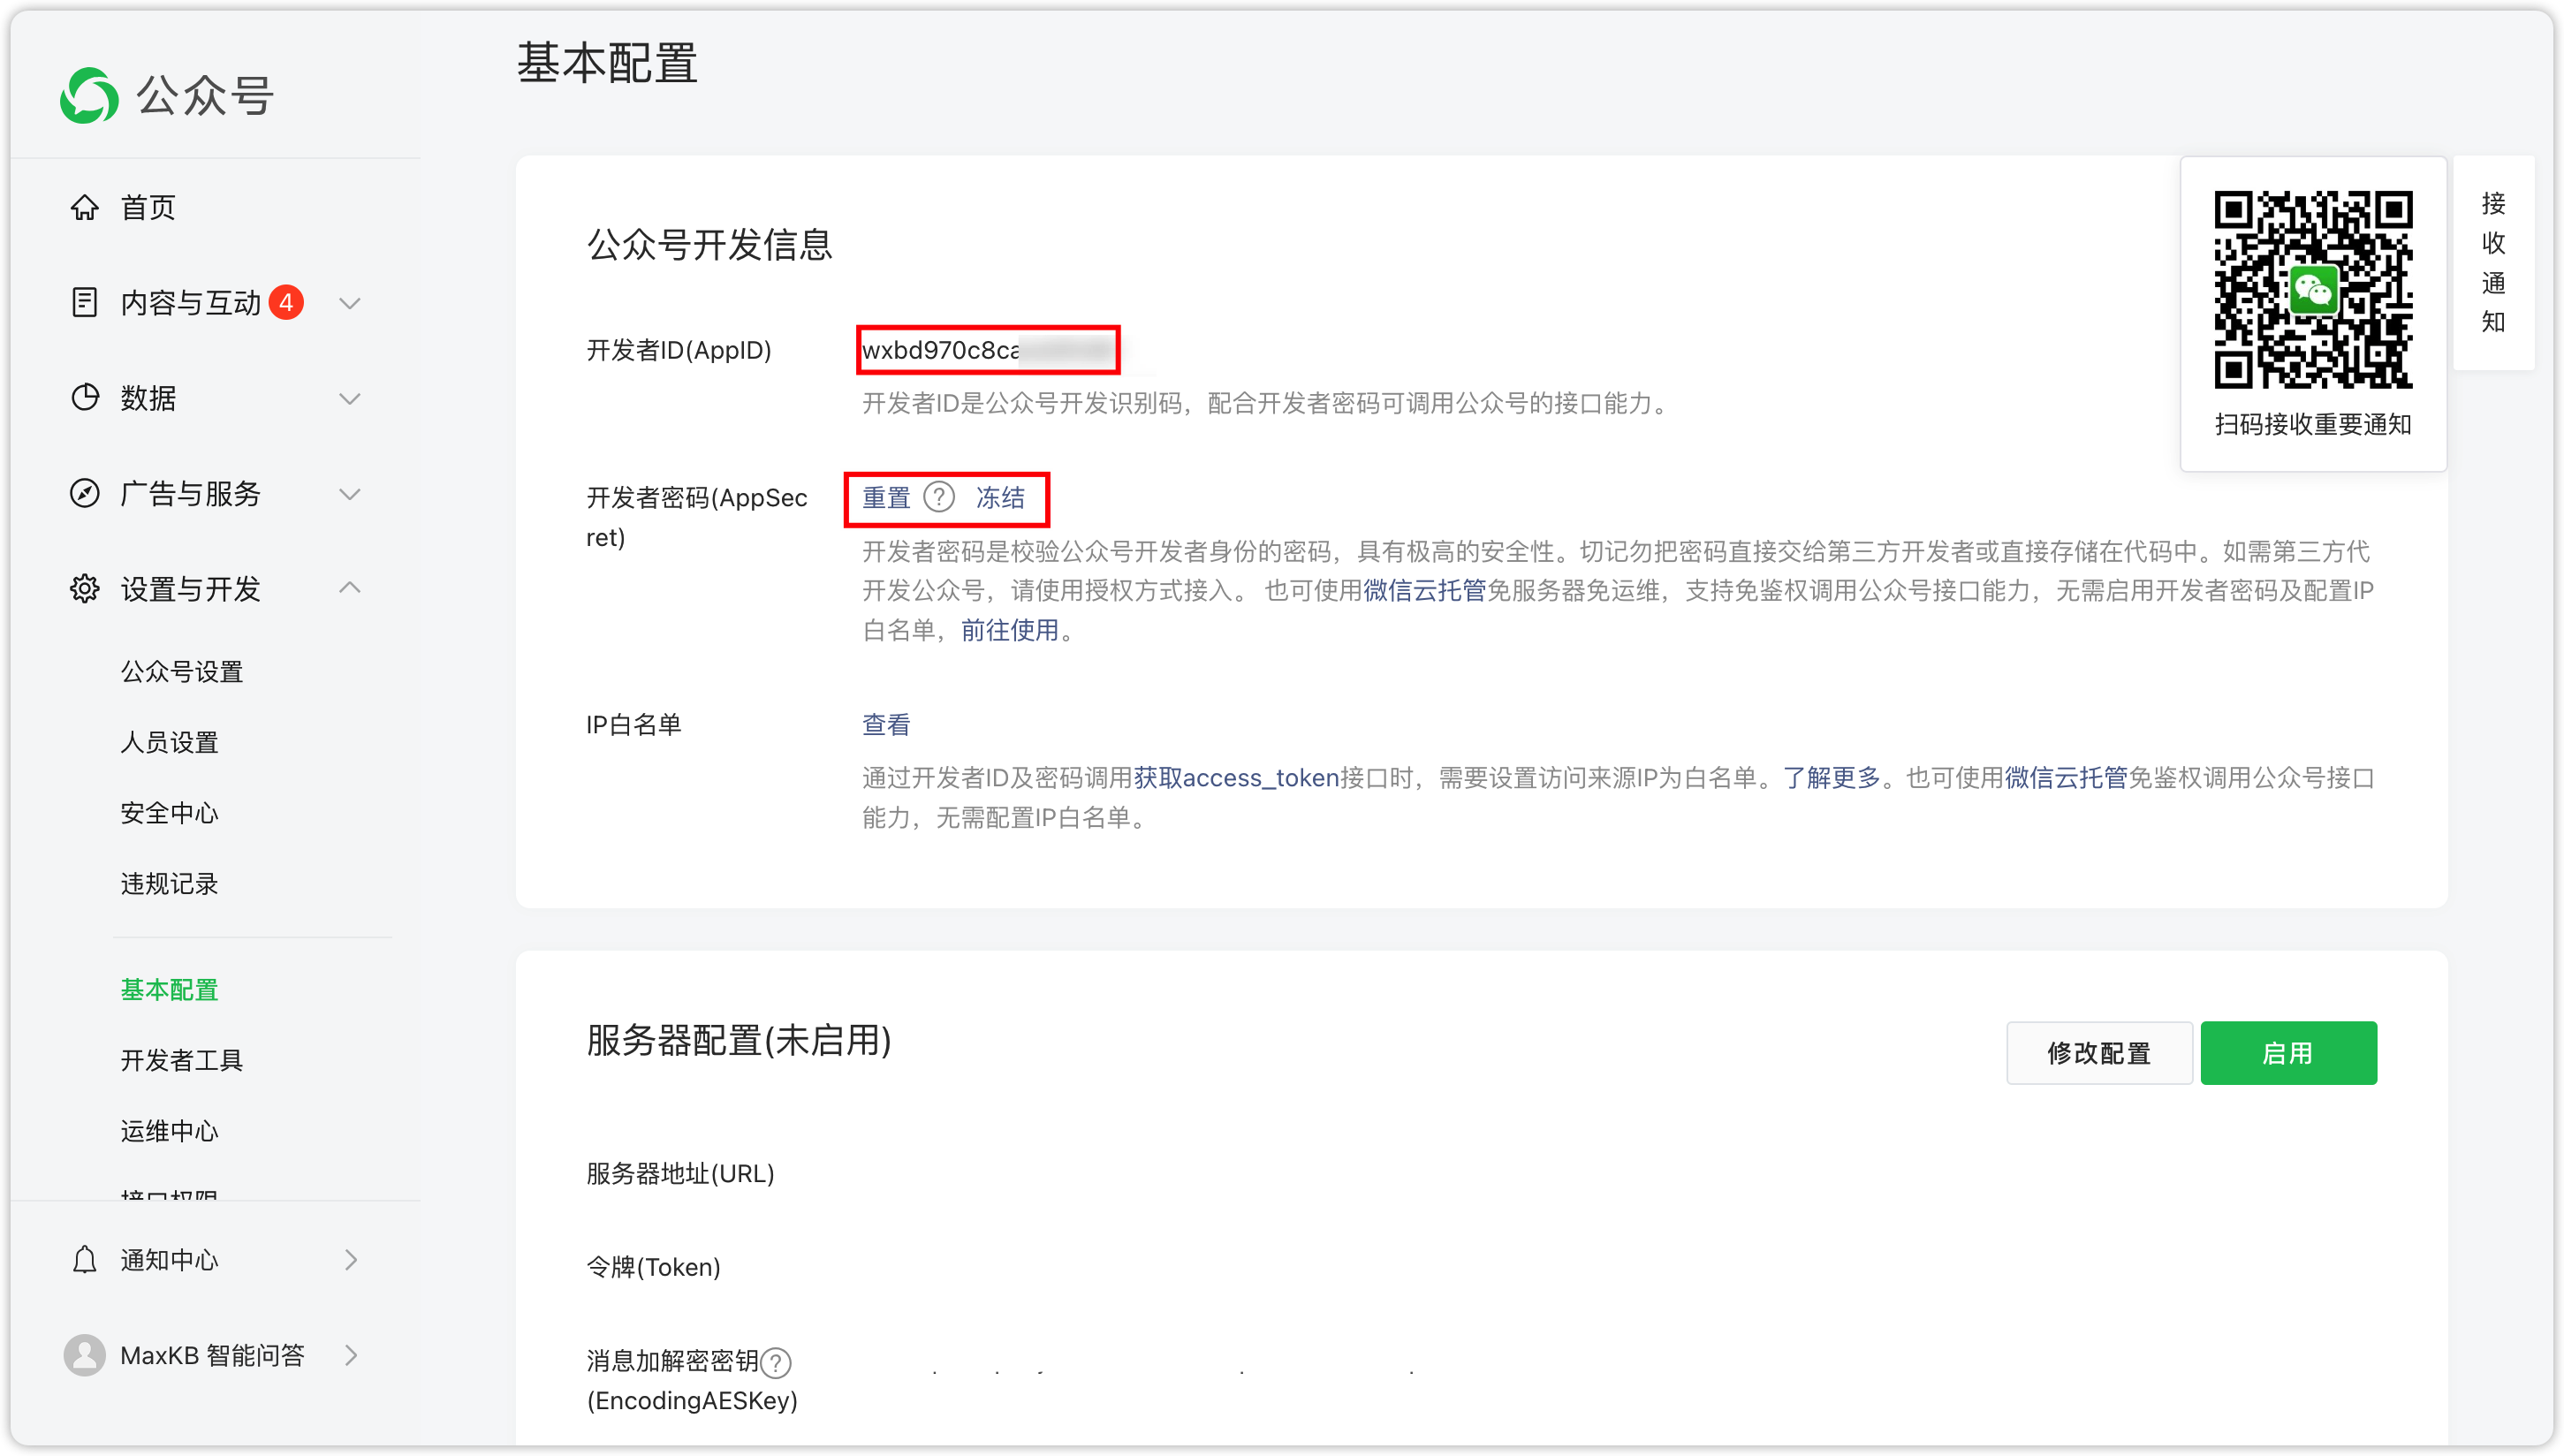 公众号
首页
内容与互动 4
数据
广告与服务
设置与开发
公众号设置
人员设置
安全中心
违规记录
基本配置
开发者工具
运维中心
接口权限
通知中心
MaxKB 智能问答
基本配置
公众号开发信息
开发者ID(AppID)
wxbd970c8ca
开发者ID是公众号开发识别码，配合开发者密码可调用公众号的接口能力。
开发者密码(AppSec
ret)
重置 ? 冻结
开发者密码是校验公众号开发者身份的密码，具有极高的安全性。切记勿把密码直接交给第三方开发者或直接存储在代码中。如需第三方代
开发公众号，请使用授权方式接入。 也可使用微信云托管免服务器免运维，支持免鉴权调用公众号接口能力，无需启用开发者密码及配置IP
白名单，前往使用。
IP白名单
查看
通过开发者ID及密码调用获取access_token接口时，需要设置访问来源IP为白名单。了解更多。也可使用微信云托管免鉴权调用公众号接口
能力，无需配置IP白名单。
扫码接收重要通知
接
收
通
知
服务器配置(未启用)
修改配置
启用
服务器地址(URL)
令牌(Token)
消息加解密密钥?
(EncodingAESKey)